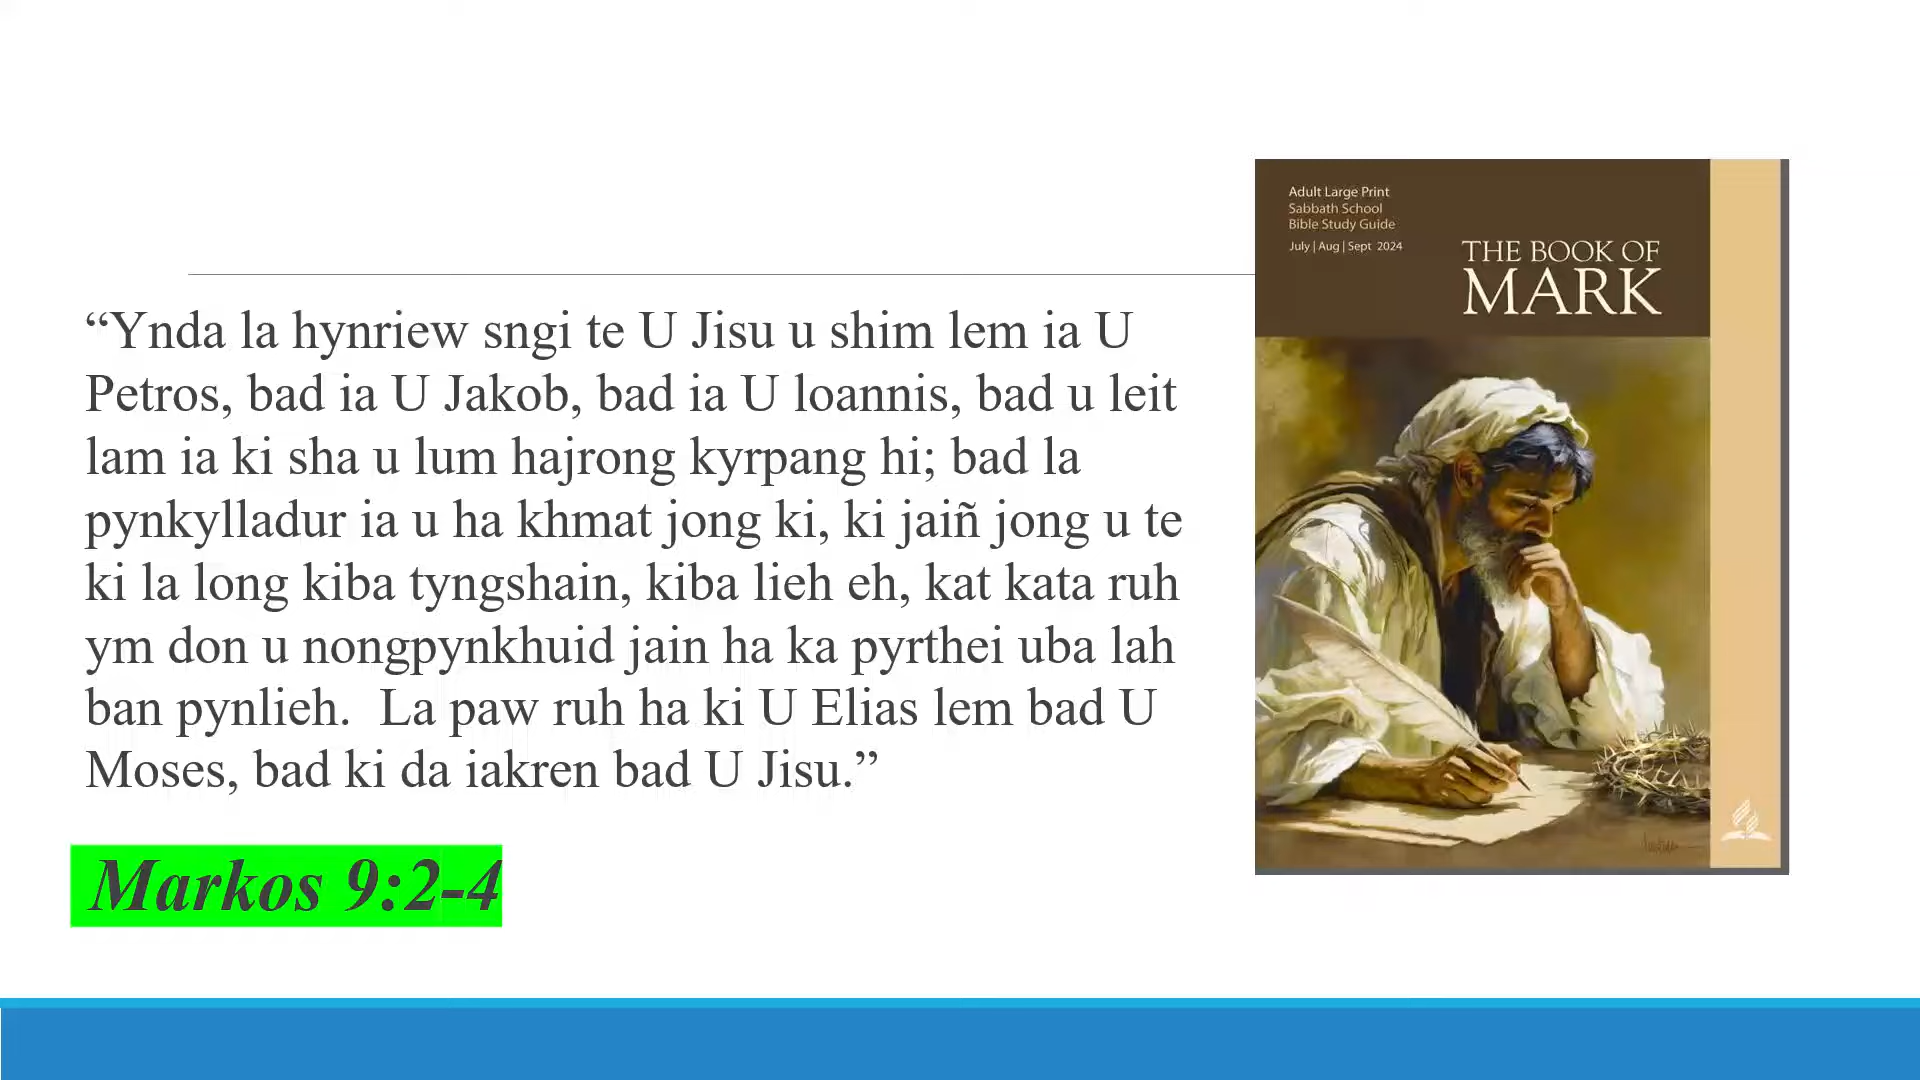 “Ynda la hynriew sngi te U Jisu u shim lem ia U
Petros, bad ia U Jakob, bad ia U loannis, bad u leit
lam ia ki sha u lum hajrong kyrpang hi; bad la
pynkylladur ia u ha khmat jong ki, ki jaiñ jong u te
ki la long kiba tyngshain, kiba lieh eh, kat kata ruh
ym don u nongpynkhuid jain ha ka pyrthei uba lah
ban pynlieh.  La paw ruh ha ki U Elias lem bad U
Moses, bad ki da iakren bad U Jisu.”
Markos 9:2-4
Adult Large Print
Sabbath School
Bible Study Guide
July | Aug | Sept 2024
THE BOOK OF
MARK